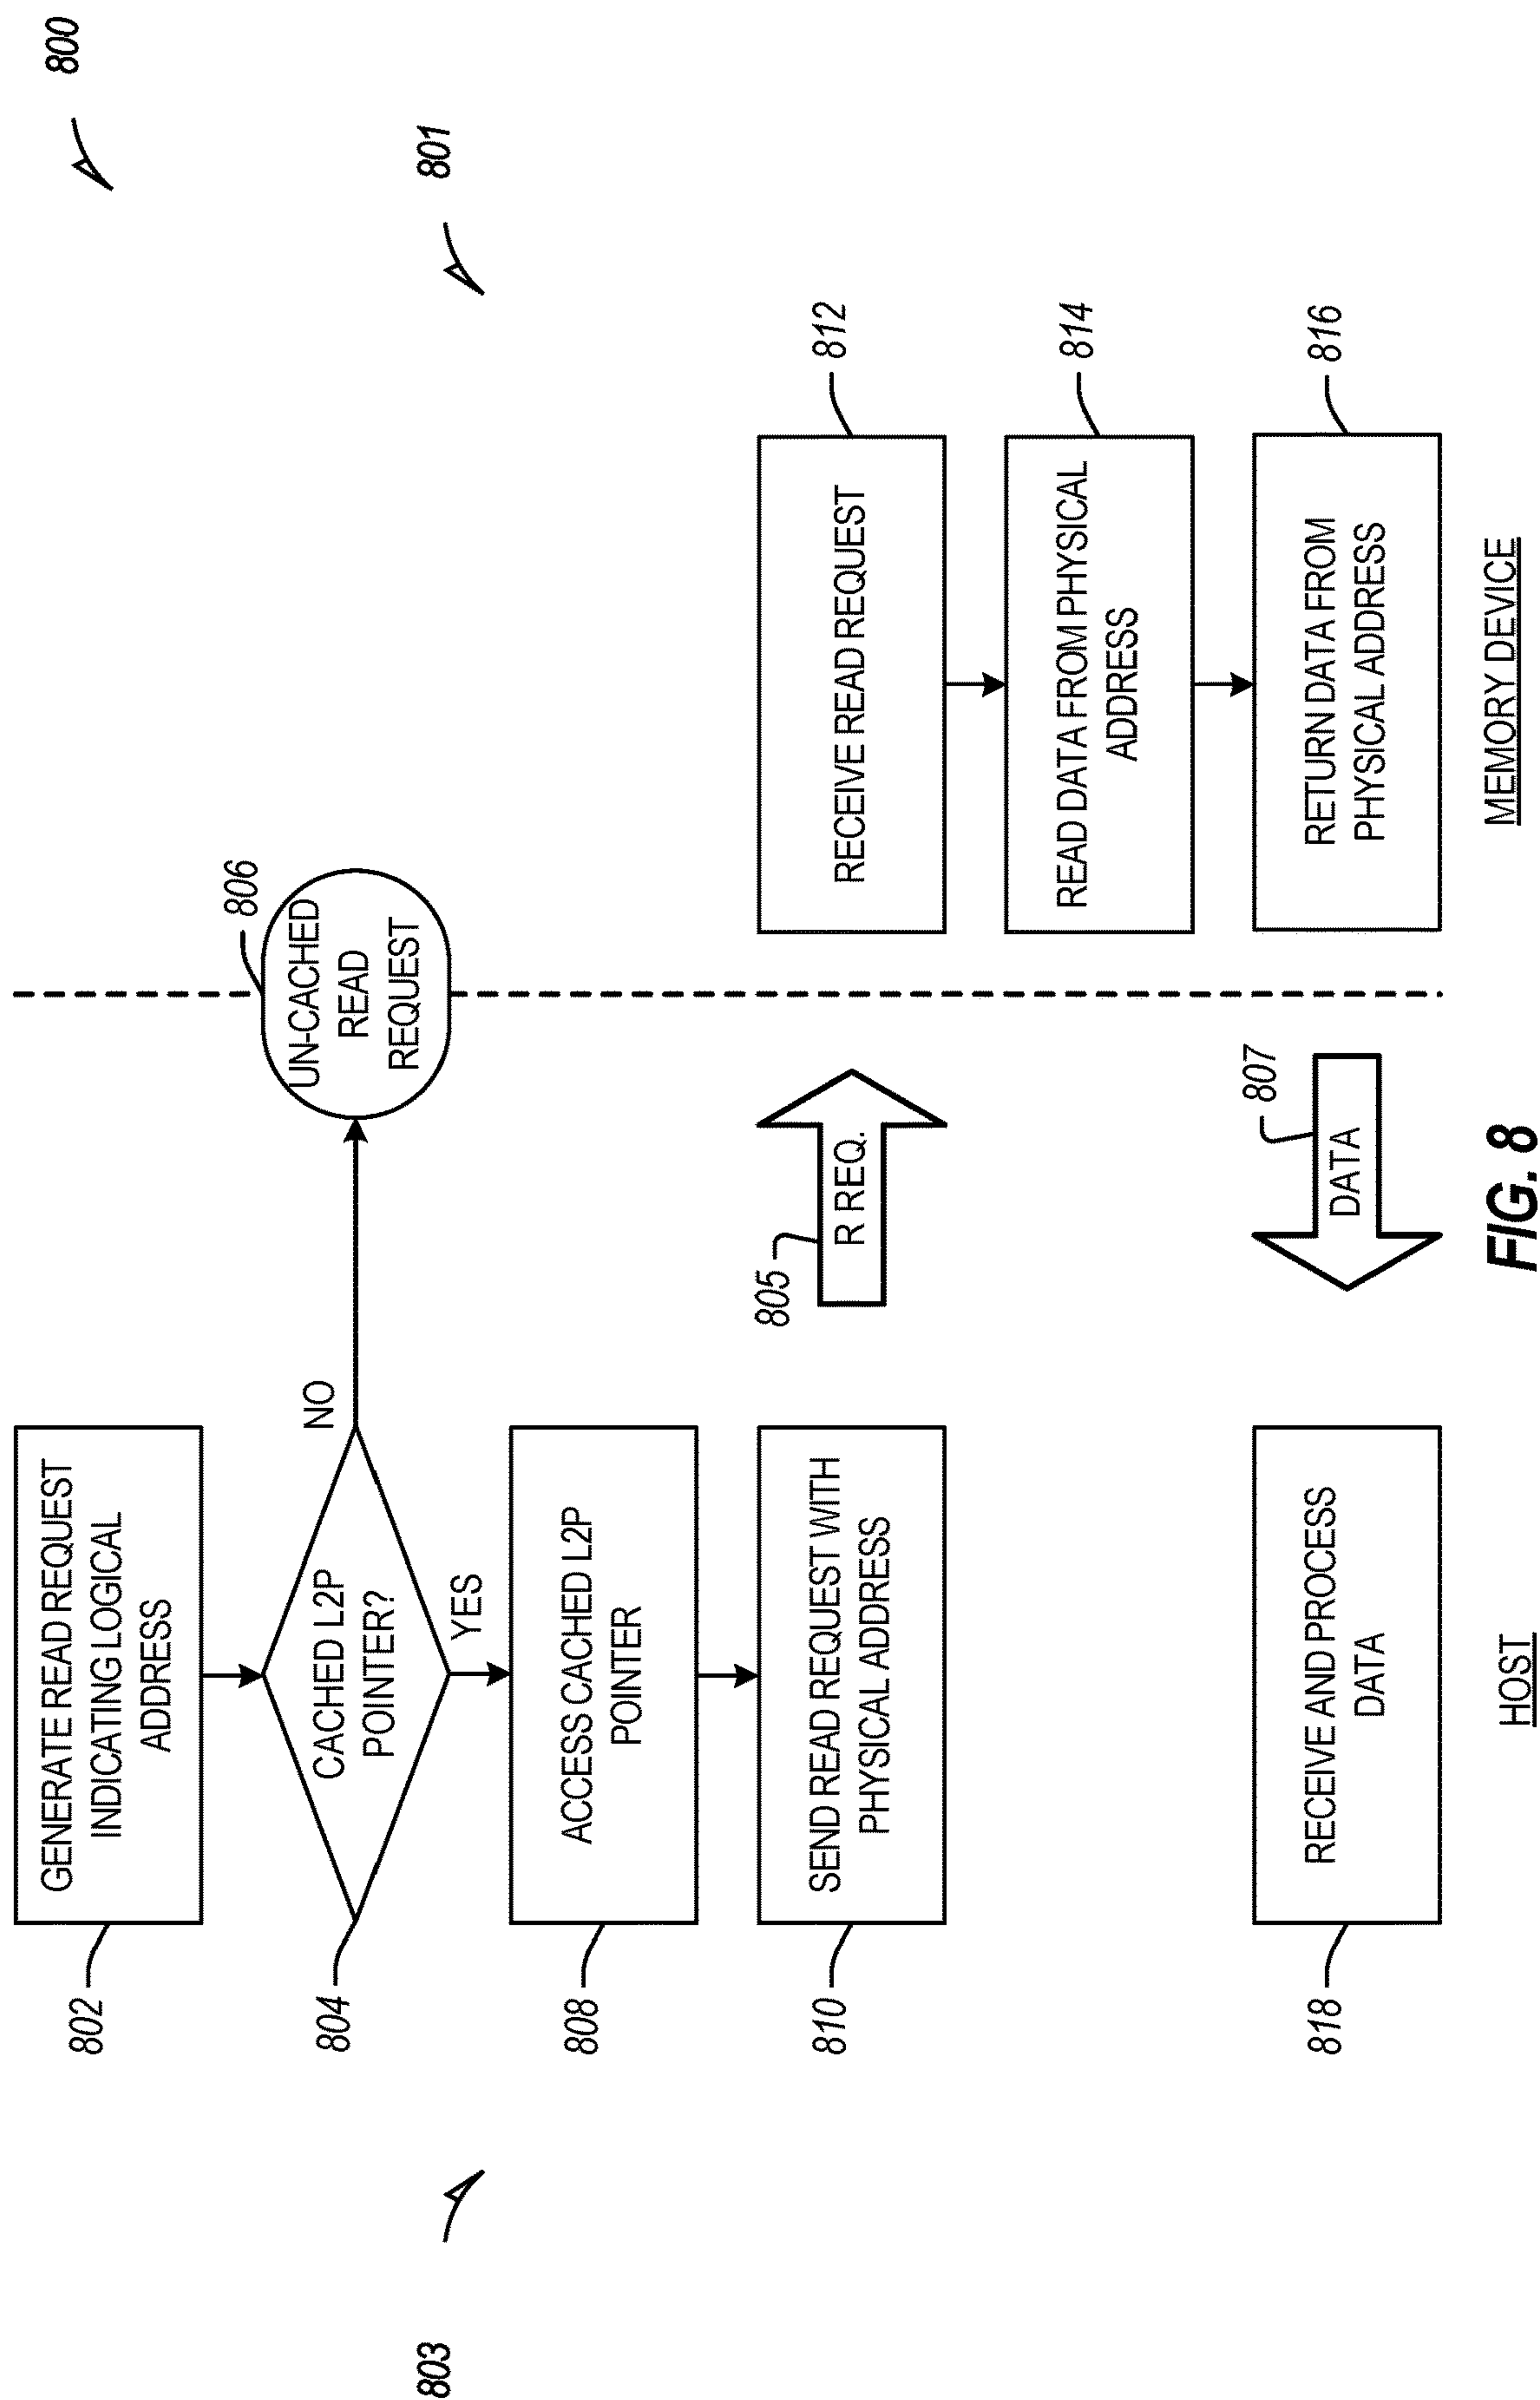 800
801
803
802
GENERATE READ REQUEST
INDICATING LOGICAL
ADDRESS
804
CACHED L2P
POINTER?
NO
806
UN-CACHED
READ
REQUEST
YES
808
ACCESS CACHED L2P
POINTER
810
SEND READ REQUEST WITH
PHYSICAL ADDRESS
805
R REQ.
812
RECEIVE READ REQUEST
814
READ DATA FROM PHYSICAL
ADDRESS
816
RETURN DATA FROM
PHYSICAL ADDRESS
807
DATA
818
RECEIVE AND PROCESS
DATA
HOST
MEMORY DEVICE
FIG. 8